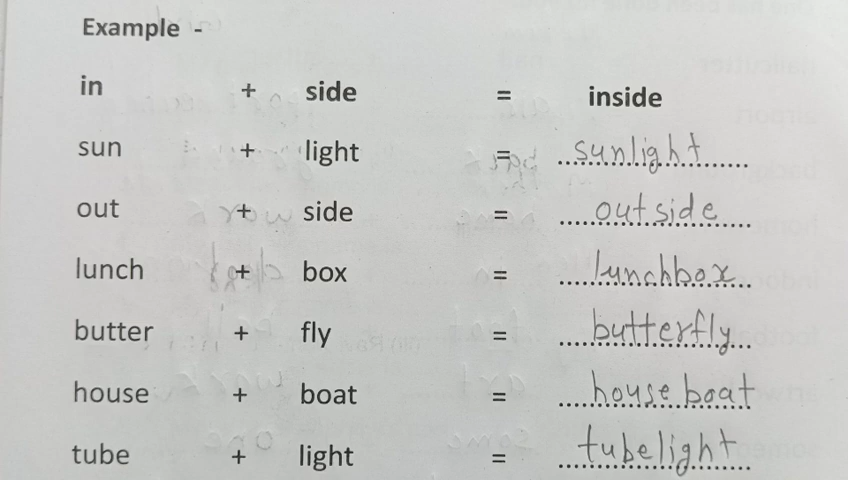 Example -
in + side = inside
sun + light = sunlight
out + side = outside
lunch + box = lunchbox
butter + fly = butterfly
house + boat = house boat
tube + light = tubelight